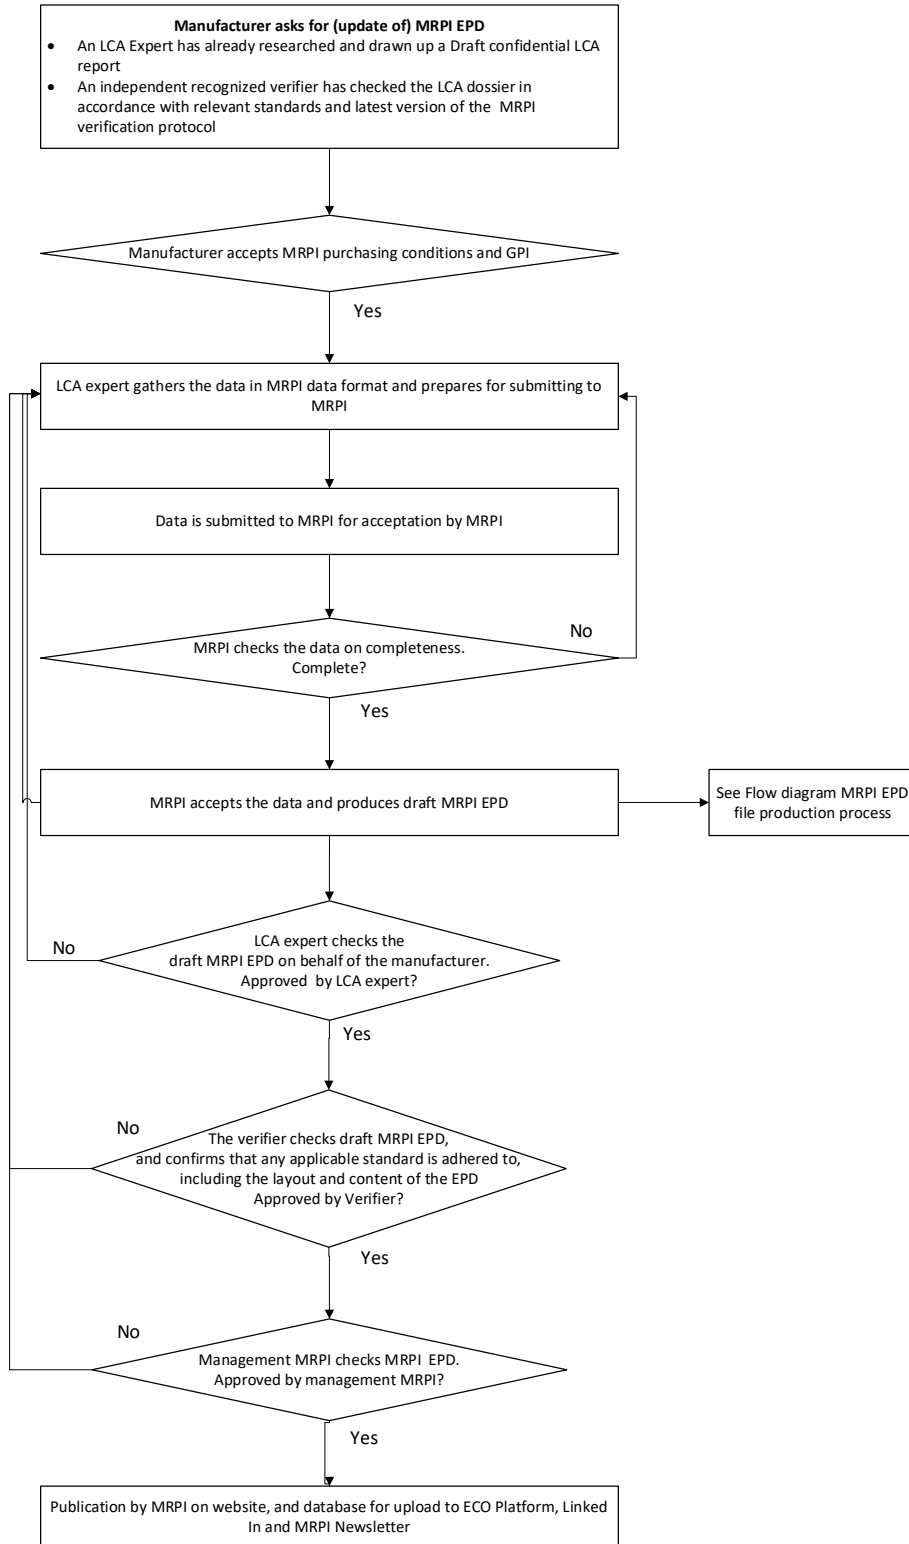 Manufacturer asks for (update of) MRPI EPD
• An LCA Expert has already researched and drawn up a Draft confidential LCA
report
• An independent recognized verifier has checked the LCA dossier in
accordance with relevant standards and latest version of the MRPI
verification protocol
Manufacturer accepts MRPI purchasing conditions and GPI
Yes
LCA expert gathers the data in MRPI data format and prepares for submitting to
MRPI
Data is submitted to MRPI for acceptation by MRPI
No
MRPI checks the data on completeness.
Complete?
Yes
MRPI accepts the data and produces draft MRPI EPD
See Flow diagram MRPI EPD
file production process
No
LCA expert checks the
draft MRPI EPD on behalf of the manufacturer.
Approved by LCA expert?
Yes
No
The verifier checks draft MRPI EPD,
and confirms that any applicable standard is adhered to,
including the layout and content of the EPD
Approved by Verifier?
Yes
No
Management MRPI checks MRPI EPD.
Approved by management MRPI?
Yes
Publication by MRPI on website, and database for upload to ECO Platform, Linked
In and MRPI Newsletter